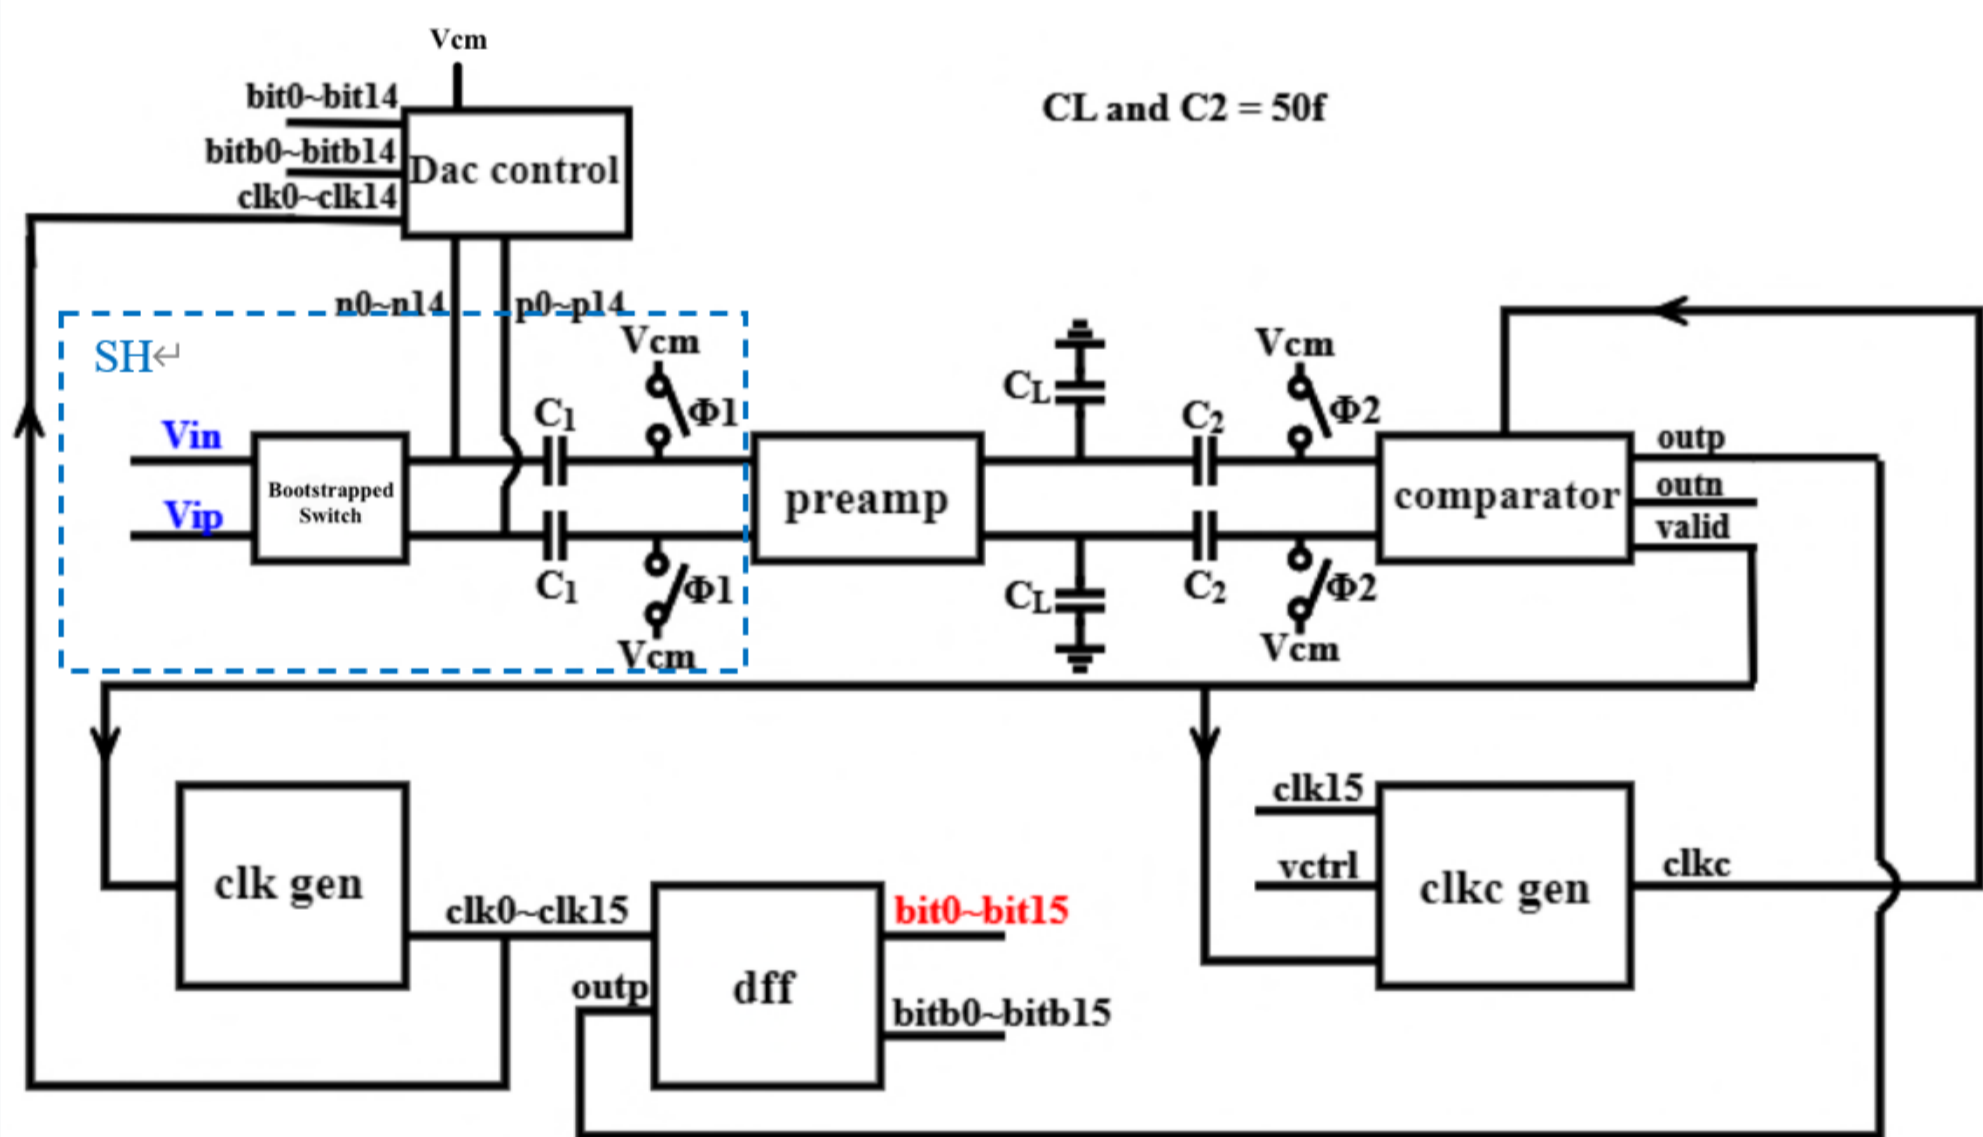 Vcm
bit0~bit14
CL and C2 = 50f
bitb0~bitb14
Dac control
clk0~clk14
n0~n14
p0~p14
SH↵
Vcm
Vcm
Vin
C1
Φ1
CL
C2
Φ2
outp
Bootstrapped
Switch
preamp
comparator
outn
Vip
valid
C1
Φ1
CL
C2
Φ2
Vcm
Vcm
clk15
clk gen
vctrl
clkc gen
clkc
clk0~clk15
bit0~bit15
outp
dff
bitb0~bitb15